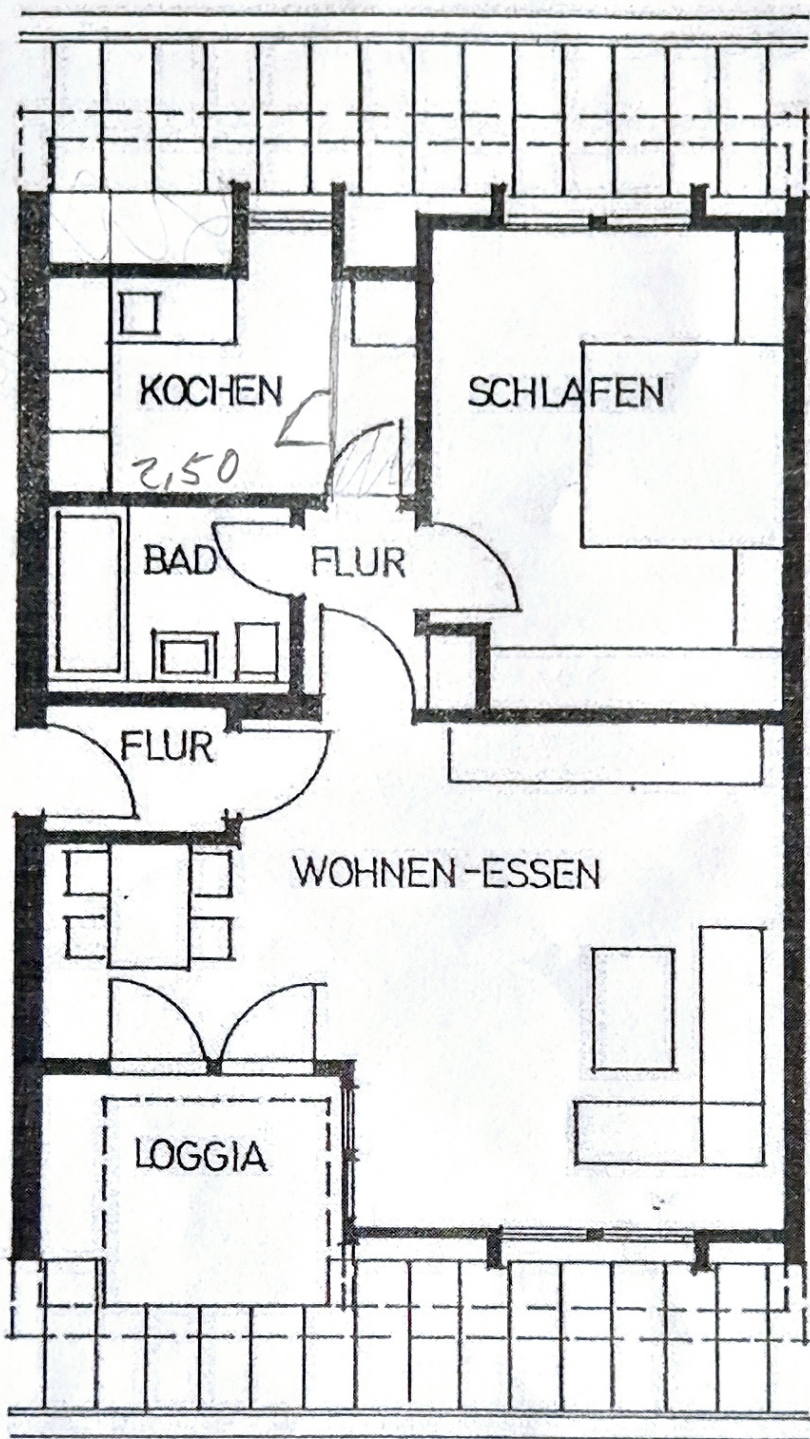 KOCHEN
SCHLAFEN
2,50
BAD
FLUR
FLUR
WOHNEN-ESSEN
LOGGIA